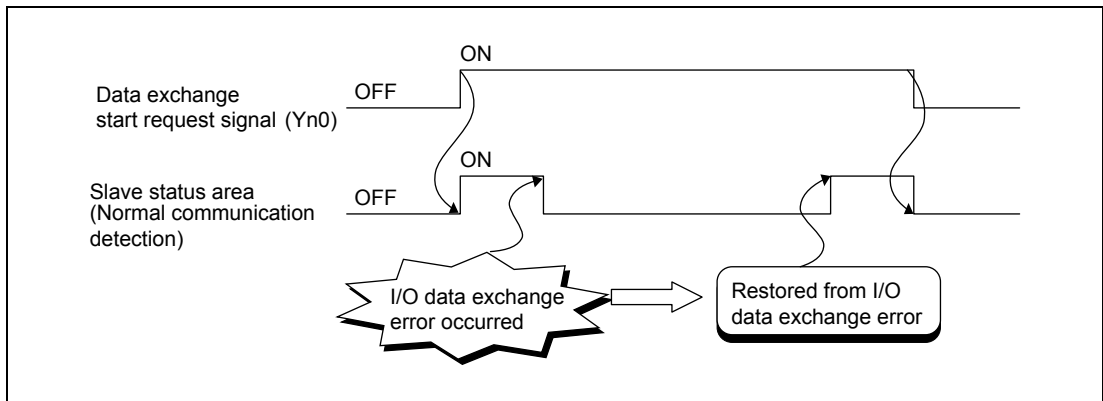 ON
OFF
Data exchange
start request signal (Yn0)
ON
OFF
Slave status area
(Normal communication
detection)
I/O data exchange
error occurred
Restored from I/O
data exchange error